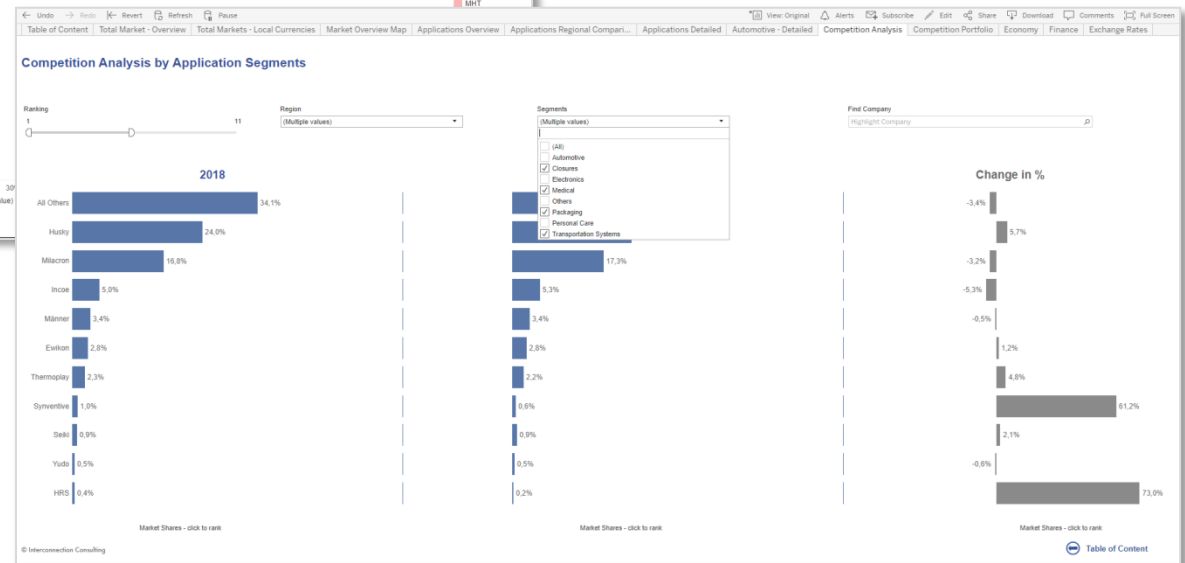 MHT
Undo Redo Revert Refresh Pause View: Original Alerts Subscribe Edit Share Download Comments Full Screen
Table of Content Total Market - Overview Total Markets - Local Currencies Market Overview Map Applications Overview Applications Regional Compari... Applications Detailed Automotive - Detailed Competition Analysis Competition Portfolio Economy Finance Exchange Rates
Competition Analysis by Application Segments
Ranking Region Segments Find Company
1 11 (Multiple values) (Multiple values) Highlight Company
(All)
Automotive
Closures
Electronics
Medical
Others
Packaging
Personal Care
Transportation Systems
2018 Change in %
All Others 34,1% -3,4%
Husky 24,0% 5,7%
Milacron 16,8% 17,3% -3,2%
Incoe 5,0% 5,3% -5,3%
Männer 3,4% 3,4% -0,5%
Ewikon 2,8% 2,8% 1,2%
Thermoplay 2,3% 2,2% 4,8%
Synventive 1,0% 0,6% 61,2%
Seiki 0,9% 0,9% 2,1%
Yudo 0,5% 0,5% -0,6%
HRS 0,4% 0,2% 73,0%
Market Shares - click to rank Market Shares - click to rank Market Shares - click to rank
© Interconnection Consulting Table of Content